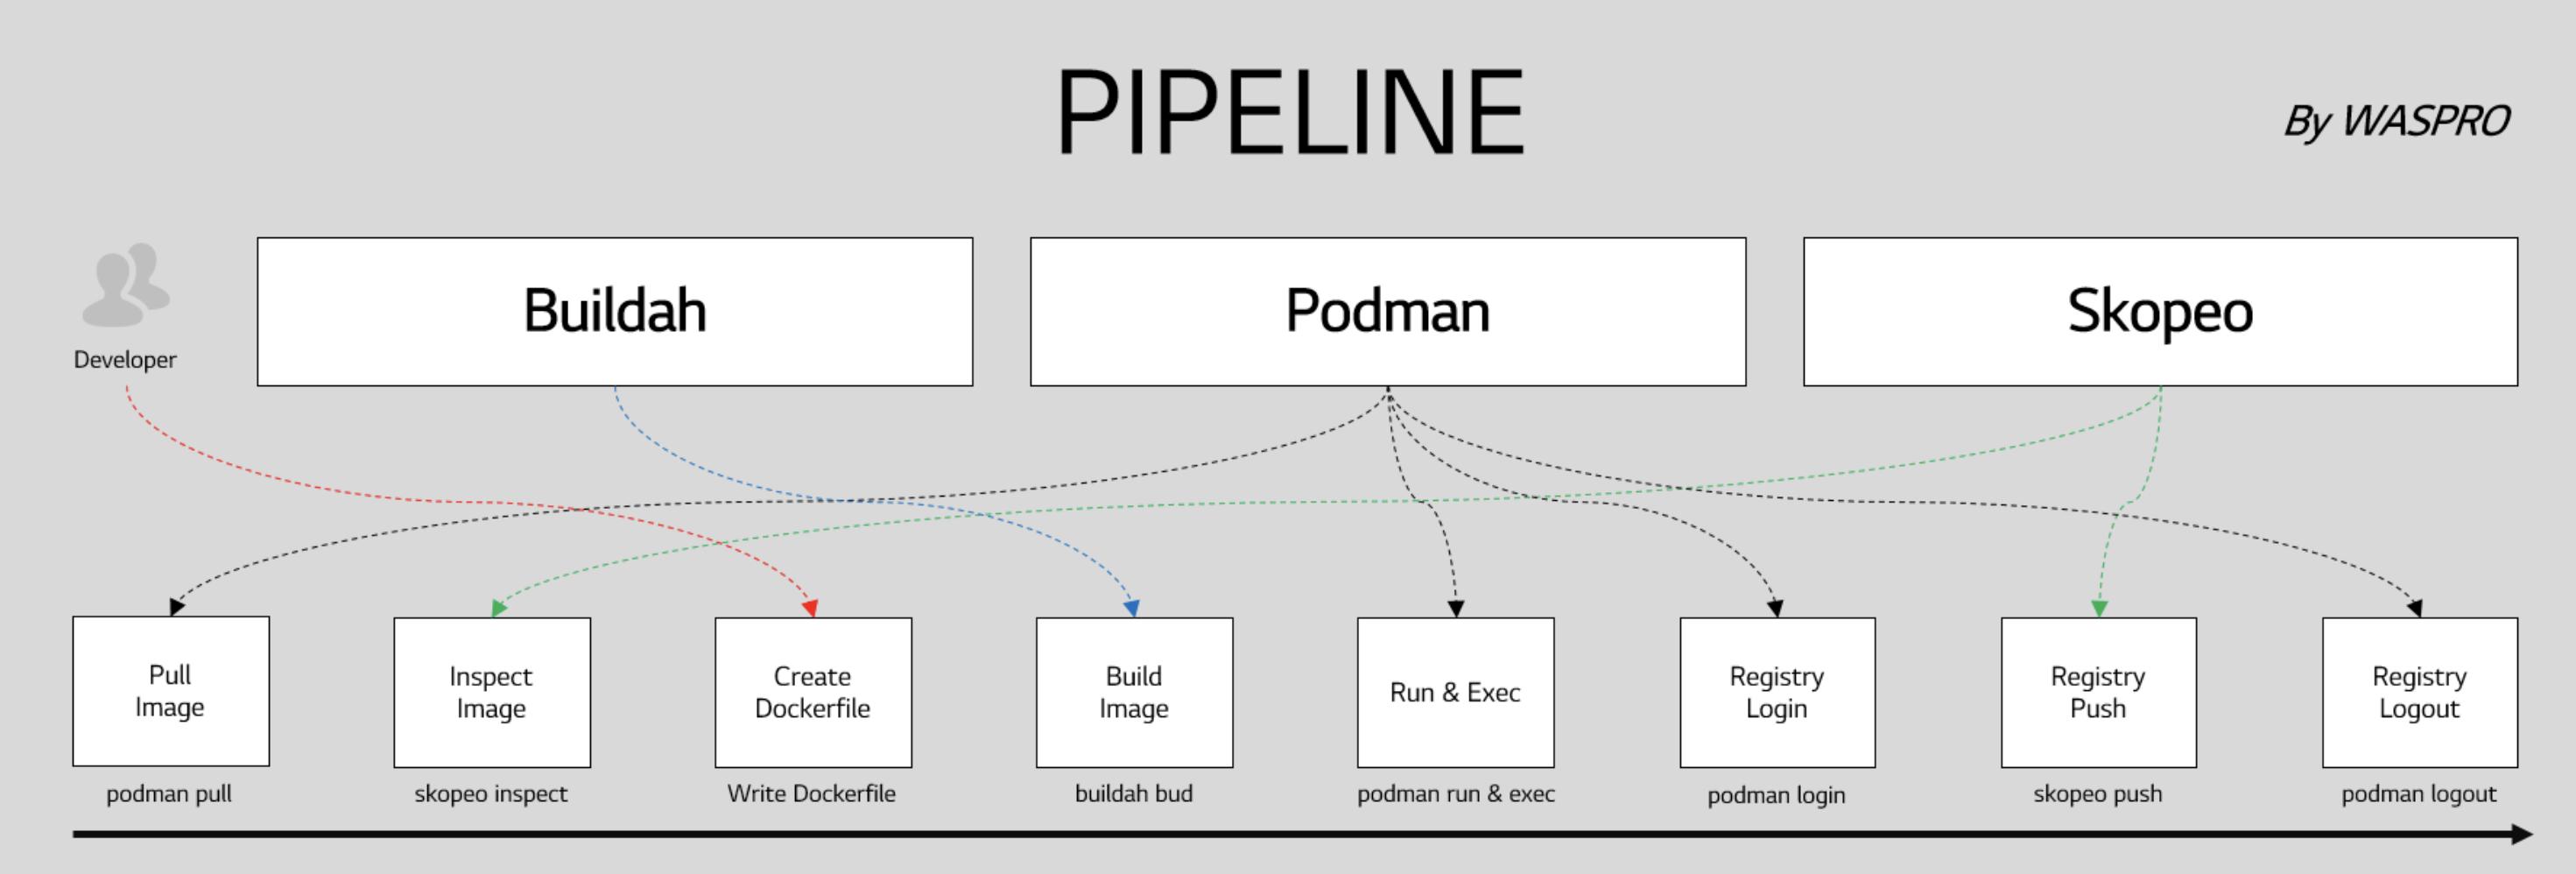 PIPELINE
By WASPRO
Developer
Buildah
Podman
Skopeo
Pull
Image
Inspect
Image
Create
Dockerfile
Build
Image
Run & Exec
Registry
Login
Registry
Push
Registry
Logout
podman pull
skopeo inspect
Write Dockerfile
buildah bud
podman run & exec
podman login
skopeo push
podman logout